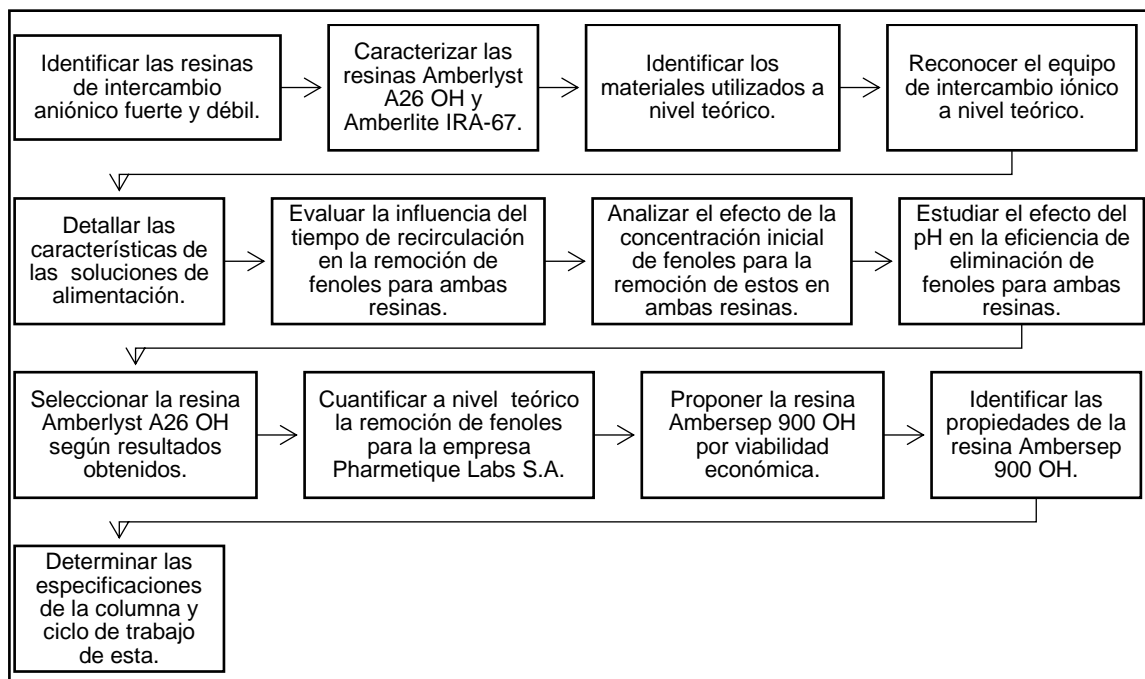 Identificar las resinas
de intercambio
aniónico fuerte y débil.
Caracterizar las
resinas Amberlyst
A26 OH y
Amberlite IRA-67.
Identificar los
materiales utilizados a
nivel teórico.
Reconocer el equipo
de intercambio iónico
a nivel teórico.
Detallar las
características de
las soluciones de
alimentación.
Evaluar la influencia del
tiempo de recirculación
en la remoción de
fenoles para ambas
resinas.
Analizar el efecto de la
concentración inicial
de fenoles para la
remoción de estos en
ambas resinas.
Estudiar el efecto del
pH en la eficiencia de
eliminación de
fenoles para ambas
resinas.
Seleccionar la resina
Amberlyst A26 OH
según resultados
obtenidos.
Cuantificar a nivel teórico
la remoción de fenoles
para la empresa
Pharmetique Labs S.A.
Proponer la resina
Ambersep 900 OH
por viabilidad
económica.
Identificar las
propiedades de la
resina Ambersep
900 OH.
Determinar las
especificaciones
de la columna y
ciclo de trabajo
de esta.